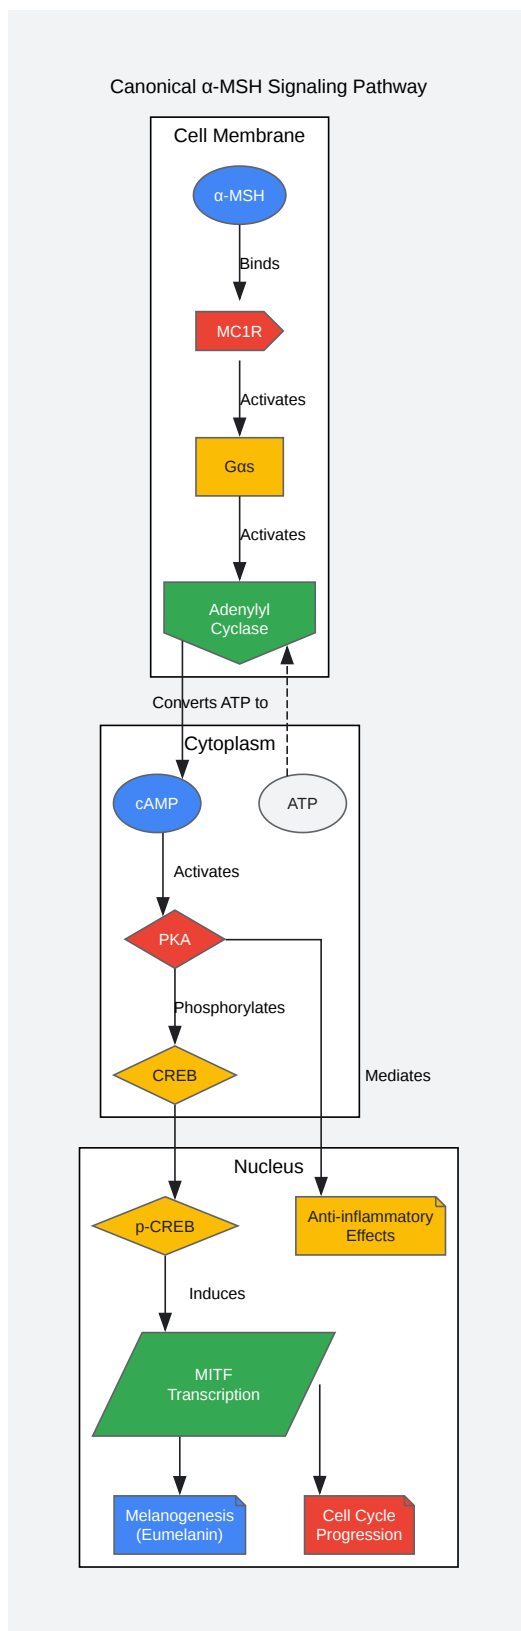 Canonical α-MSH Signaling Pathway
Cell Membrane
α-MSH
Binds
MC1R
Activates
Gαs
Activates
Adenylyl
Cyclase
Converts ATP to
Cytoplasm
cAMP
ATP
Activates
PKA
Phosphorylates
CREB
Mediates
Nucleus
p-CREB
Anti-inflammatory
Effects
Induces
MITF
Transcription
Melanogenesis
(Eumelanin)
Cell Cycle
Progression